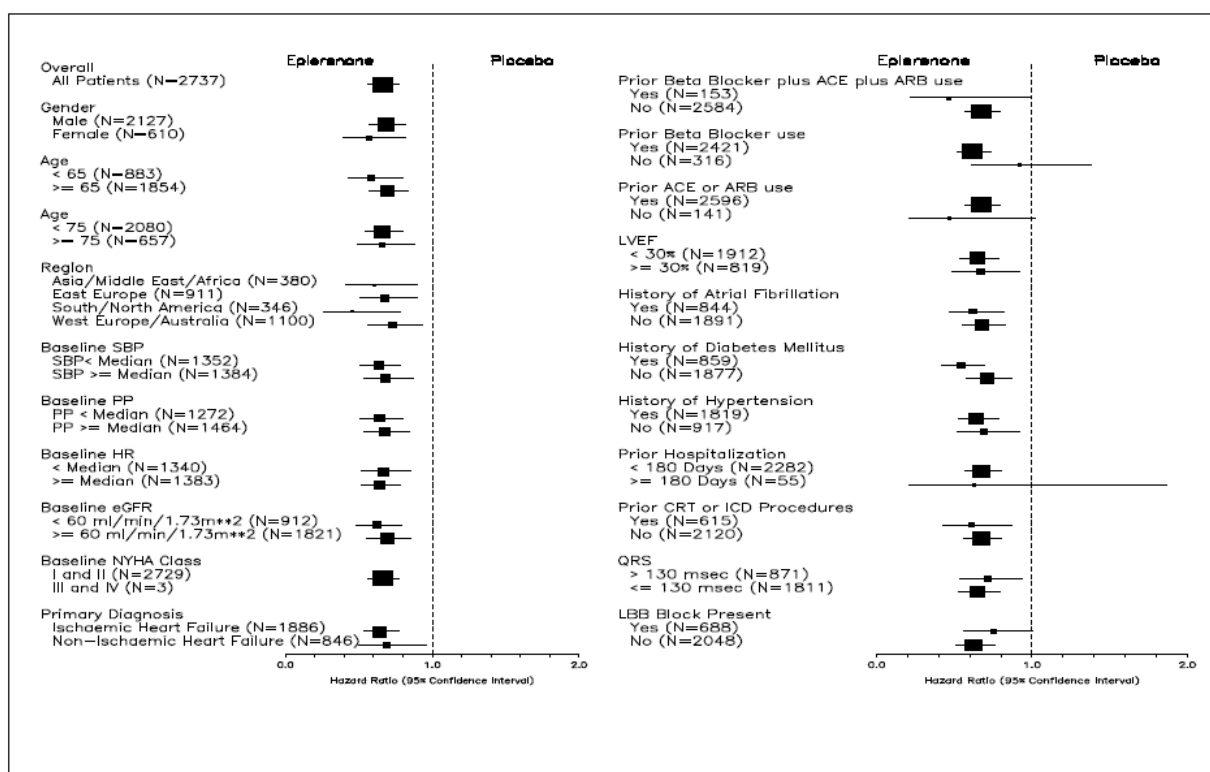 Eplerenone Placebo
Overall
All Patients (N-2737)
Gender
Male (N=2127)
Female (N-610)
Age
< 65 (N-883)
>= 65 (N=1854)
Age
< 75 (N-2080)
>- 75 (N-657)
Region
Asia/Middle East/Africa (N=380)
East Europe (N=911)
South/North America (N=346)
West Europe/Australia (N=1100)
Baseline SBP
SBP< Median (N=1352)
SBP >= Median (N=1384)
Baseline PP
PP < Median (N=1272)
PP >= Median (N=1464)
Baseline HR
< Median (N=1340)
>= Median (N=1383)
Baseline eGFR
< 60 ml/min/1.73m**2 (N=912)
>= 60 ml/min/1.73m**2 (N=1821)
Baseline NYHA Class
I and II (N=2729)
III and IV (N=3)
Primary Diagnosis
Ischaemic Heart Failure (N=1886)
Non-Ischaemic Heart Failure (N=846)
0.0 1.0 2.0
Hazard Ratio (95% Confidence Interval)
Eplerenone Placebo
Prior Beta Blocker plus ACE plus ARB use
Yes (N=153)
No (N=2584)
Prior Beta Blocker use
Yes (N=2421)
No (N=316)
Prior ACE or ARB use
Yes (N=2596)
No (N=141)
LVEF
< 30% (N=1912)
>= 30% (N=819)
History of Atrial Fibrillation
Yes (N=844)
No (N=1891)
History of Diabetes Mellitus
Yes (N=859)
No (N=1877)
History of Hypertension
Yes (N=1819)
No (N=917)
Prior Hospitalization
< 180 Days (N=2282)
>= 180 Days (N=55)
Prior CRT or ICD Procedures
Yes (N=615)
No (N=2120)
QRS
> 130 msec (N=871)
<= 130 msec (N=1811)
LBB Block Present
Yes (N=688)
No (N=2048)
0.0 1.0 2.0
Hazard Ratio (95% Confidence Interval)